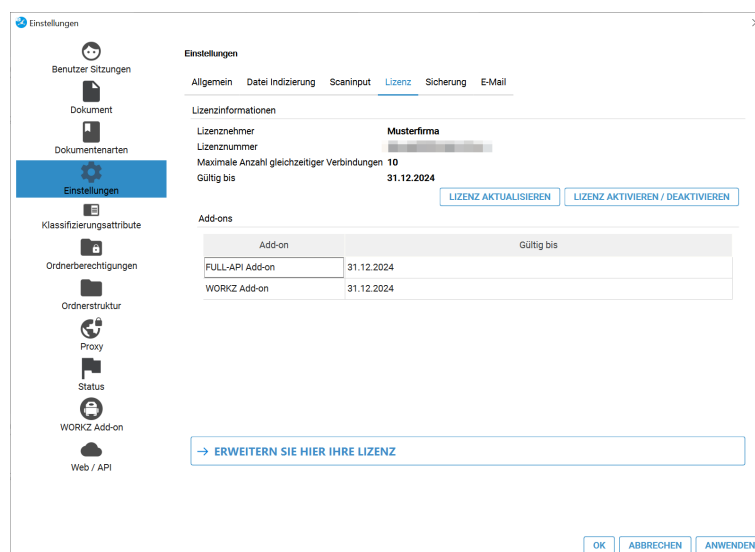 Einstellungen
Benutzer Sitzungen
Dokument
Dokumentenarten
Einstellungen
Klassifizierungsattribute
Ordnerberechtigungen
Ordnerstruktur
Proxy
Status
WORKZ Add-on
Web / API
Einstellungen
Allgemein Datei Indizierung Scaninput Lizenz Sicherung E-Mail
Lizenzinformationen
Lizenznehmer Musterfirma
Lizenznummer
Maximale Anzahl gleichzeitiger Verbindungen 10
Gültig bis 31.12.2024
LIZENZ AKTUALISIEREN LIZENZ AKTIVIEREN / DEAKTIVIEREN
Add-ons
Add-on Gültig bis
FULL-API Add-on 31.12.2024
WORKZ Add-on 31.12.2024
→ ERWEITERN SIE HIER IHRE LIZENZ
OK ABBRECHEN ANWENDEN